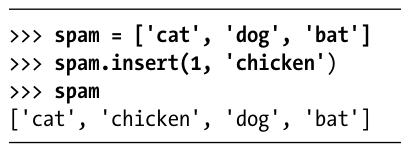 >>> spam = ['cat', 'dog', 'bat']
>>> spam.insert(1, 'chicken')
>>> spam
['cat', 'chicken', 'dog', 'bat']